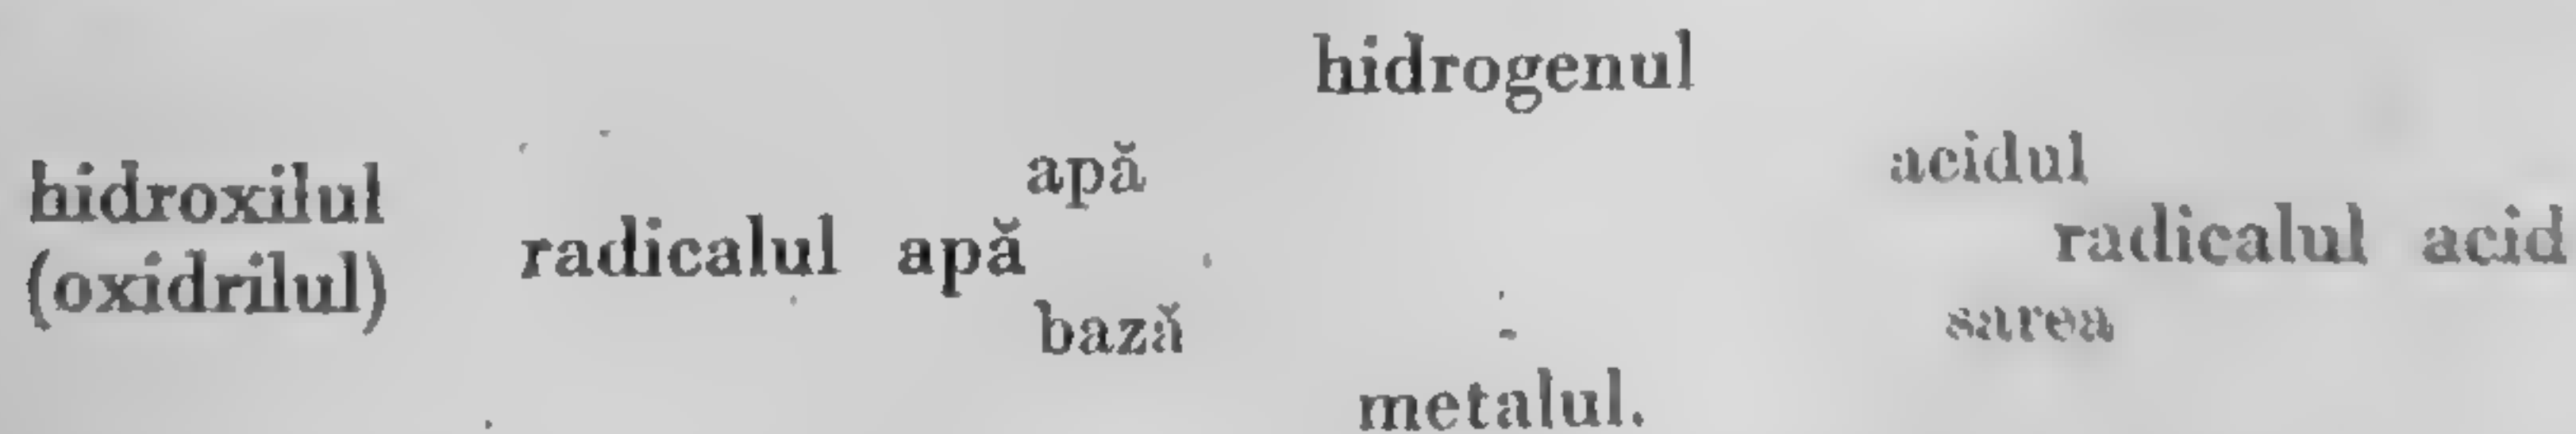 hidrogenul
apă acidul
hidroxilul
radicalul apă radicalul acid
(oxidrilul)
bază sarea
metalul.